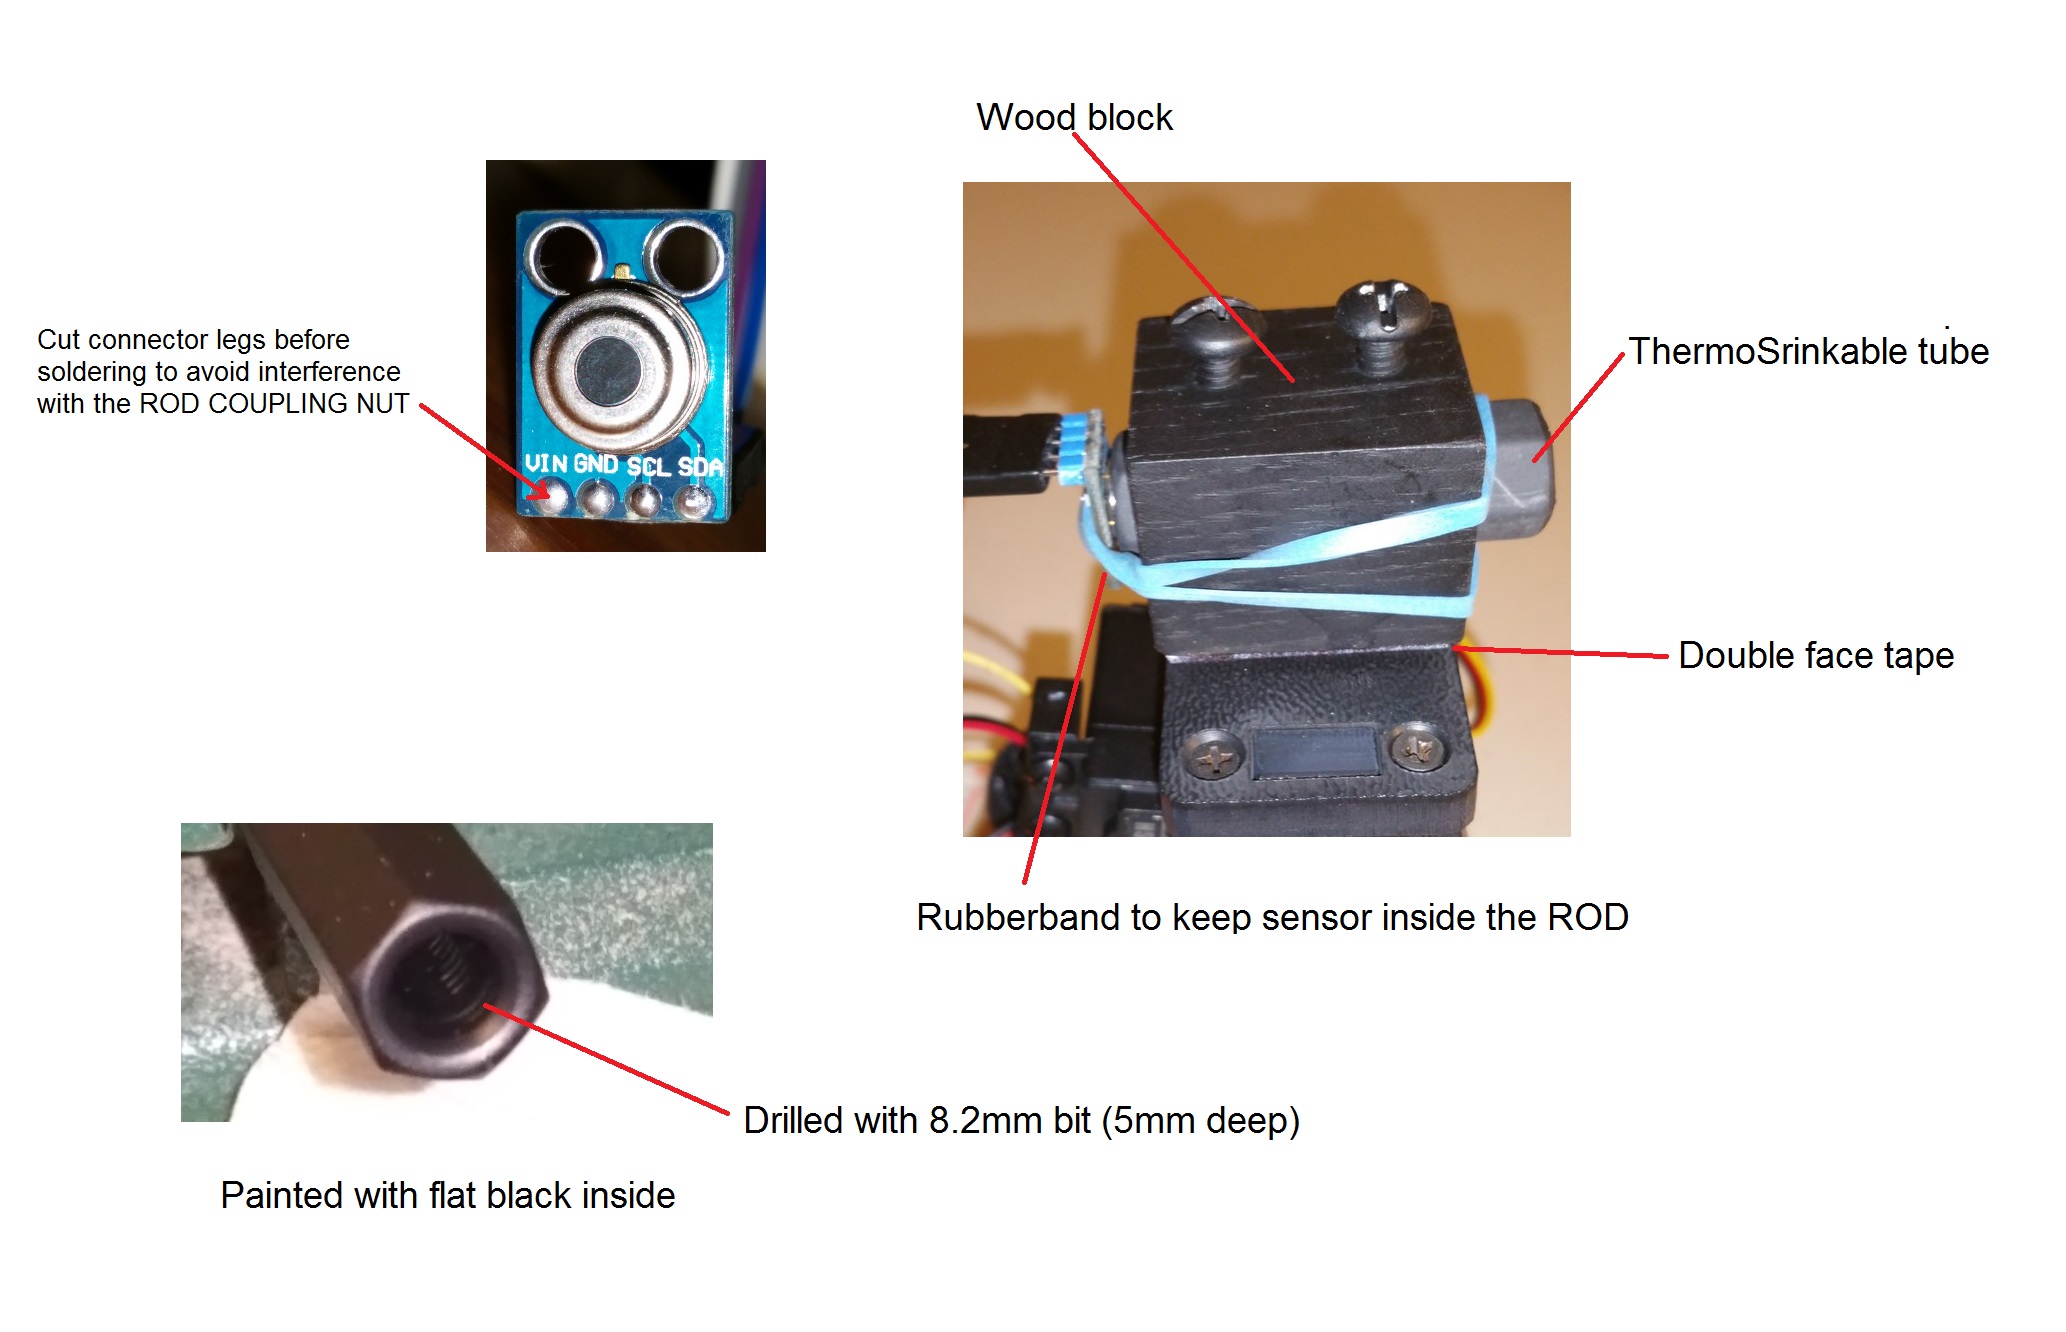 Wood block
Cut connector legs before
soldering to avoid interference
with the ROD COUPLING NUT
VIN GND SCL SDA
ThermoSrinkable tube
Double face tape
Rubberband to keep sensor inside the ROD
Drilled with 8.2mm bit (5mm deep)
Painted with flat black inside